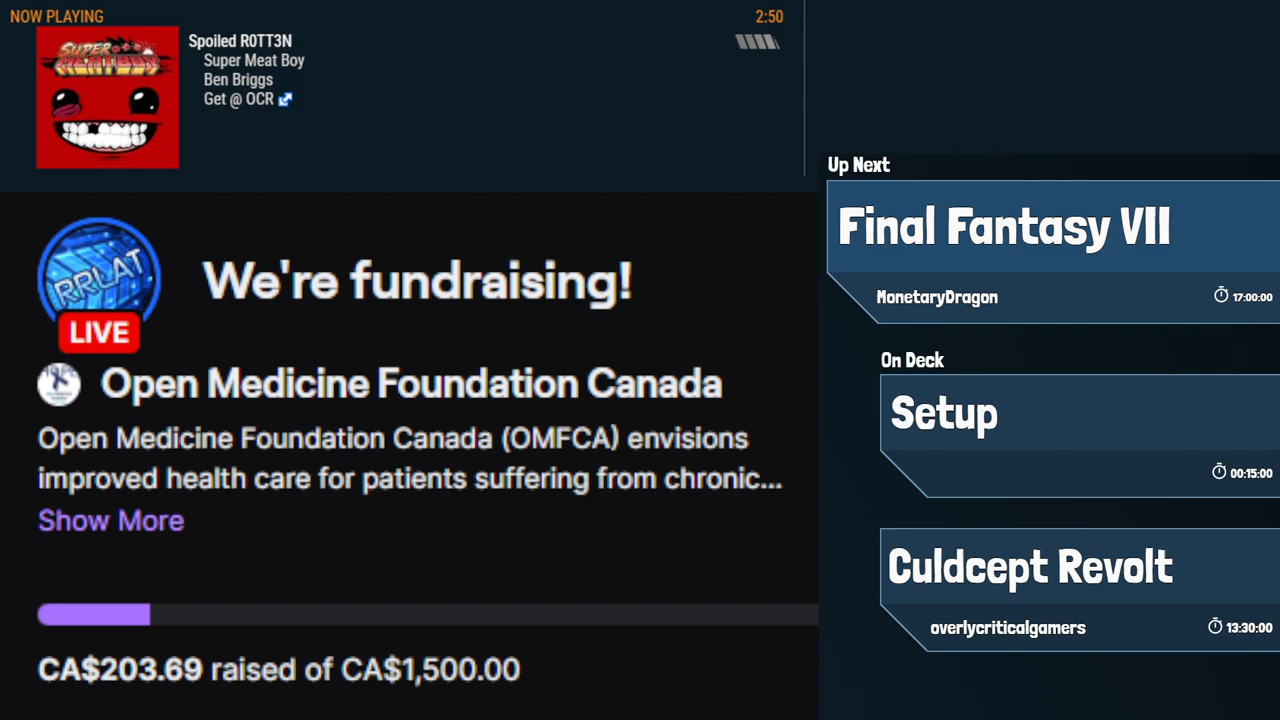 NOW PLAYING
2:50
SUPER
MEAT BOY
Spoiled R0TT3N
Super Meat Boy
Ben Briggs
Get @ OCR
RRLAT
LIVE
We're fundraising!
Open Medicine Foundation Canada
Open Medicine Foundation Canada (OMFCA) envisions
improved health care for patients suffering from chronic...
Show More
CA$203.69 raised of CA$1,500.00
Up Next
Final Fantasy VII
MonetaryDragon
17:00:00
On Deck
Setup
00:15:00
Culdcept Revolt
overlycriticalgamers
13:30:00